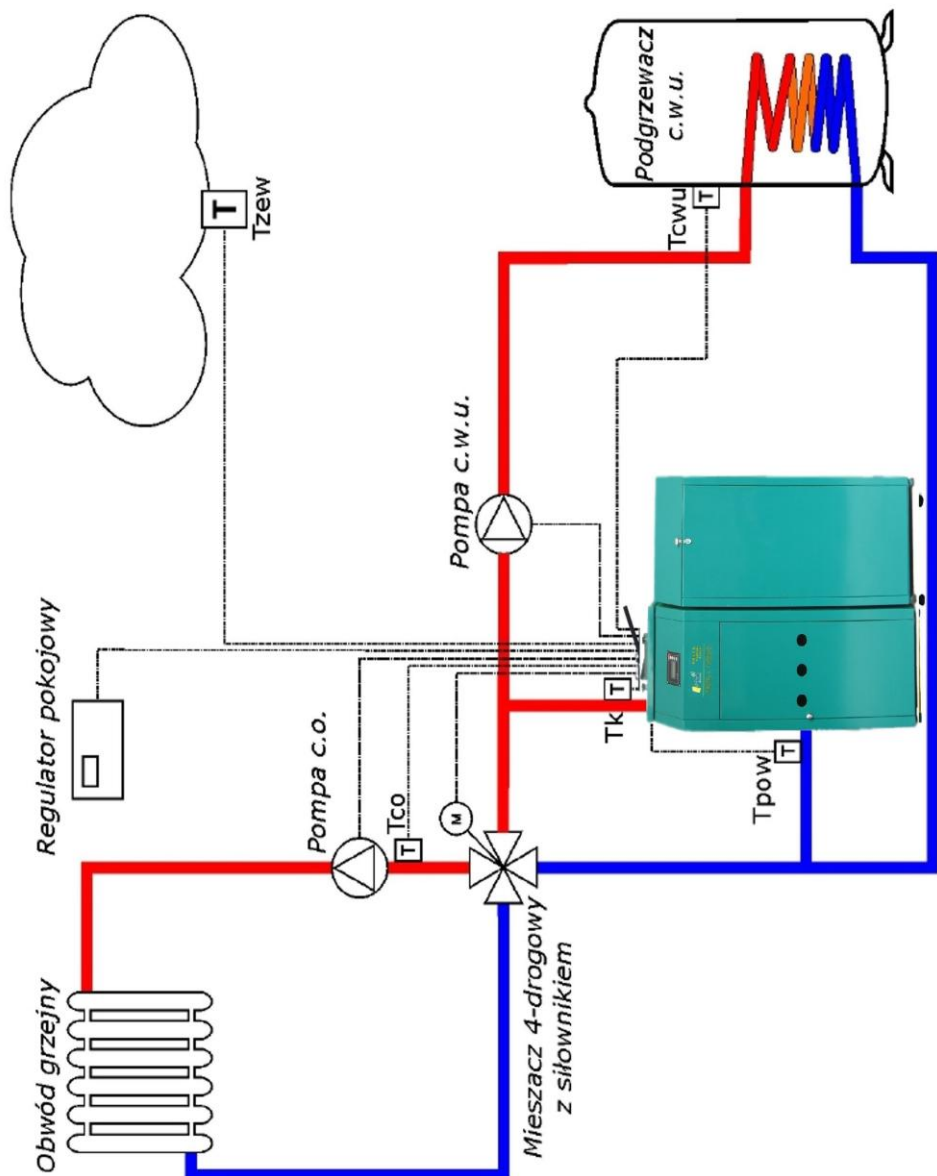 Obwód grzejny
Regulator pokojowy
Pompa c.o.
Tco
T
M
Mieszacz 4-drogowy
z siłownikiem
Pompa c.w.u.
T
Tzew
Tk
T
Tpow
T
Tcwu
T
Podgrzewacz
c.w.u.